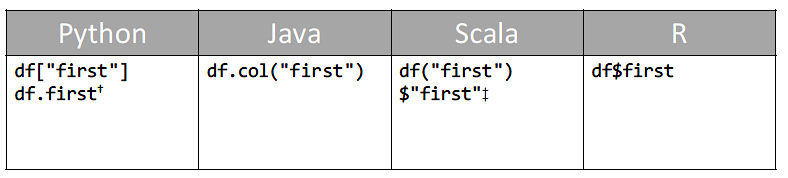 Python Java Scala R
df["first"] df.col("first") df("first") df$first
df.first† $"first"‡